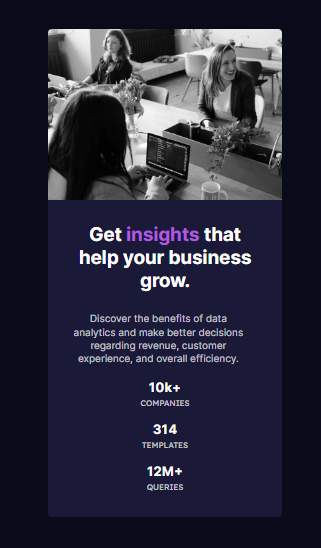 Get insights that
help your business
grow.
Discover the benefits of data
analytics and make better decisions
regarding revenue, customer
experience, and overall efficiency.
10k+
COMPANIES
314
TEMPLATES
12M+
QUERIES